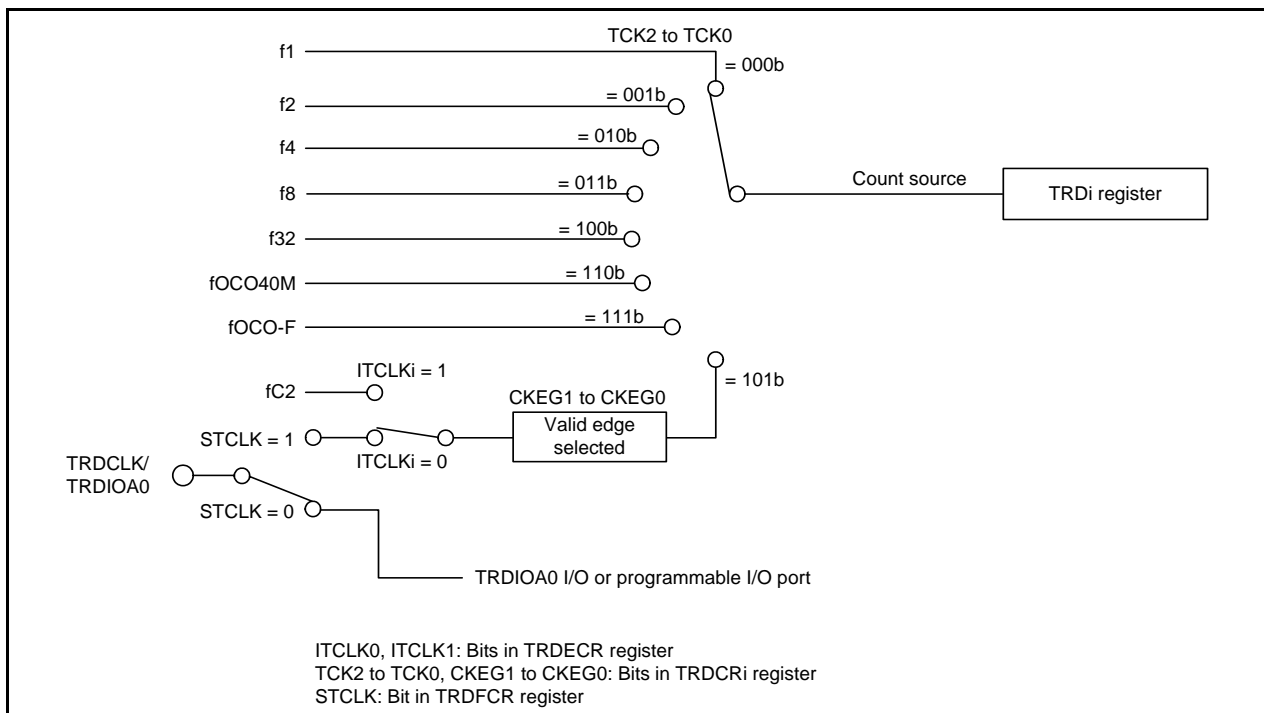 TCK2 to TCK0
f1
= 000b
f2
= 001b
f4
= 010b
f8
= 011b
Count source
TRDi register
f32
= 100b
fOCO40M
= 110b
fOCO-F
= 111b
fC2
ITCLKi = 1
= 101b
CKEG1 to CKEG0
Valid edge
selected
STCLK = 1
ITCLKi = 0
TRDCLK/
TRDIOA0
STCLK = 0
TRDIOA0 I/O or programmable I/O port
ITCLK0, ITCLK1: Bits in TRDECR register
TCK2 to TCK0, CKEG1 to CKEG0: Bits in TRDCRi register
STCLK: Bit in TRDFCR register